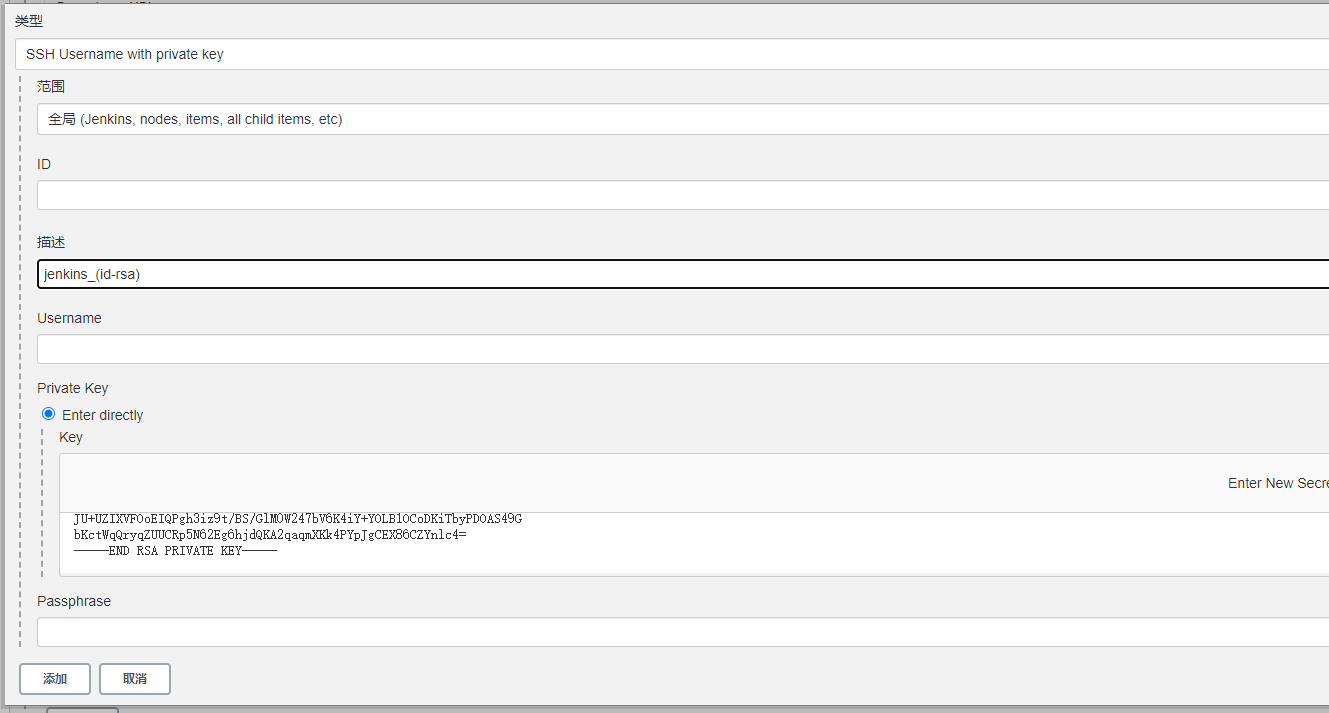 类型
SSH Username with private key
范围
全局 (Jenkins, nodes, items, all child items, etc)
ID
描述
jenkins_(id-rsa)
Username
Private Key
Enter directly
Key
Enter New Secre
JU+UZIXVFOoEIQPgh3iz9t/BS/GlMOW247bV6K4iY+YOLB1OCoDKiTbyPDOAS49G
bKctWqQryqZUUCRp5N62Eg6hjdQKA2qaqmXKk4PYpJgCEX86CZYnlc4=
-----END RSA PRIVATE KEY-----
Passphrase
添加
取消